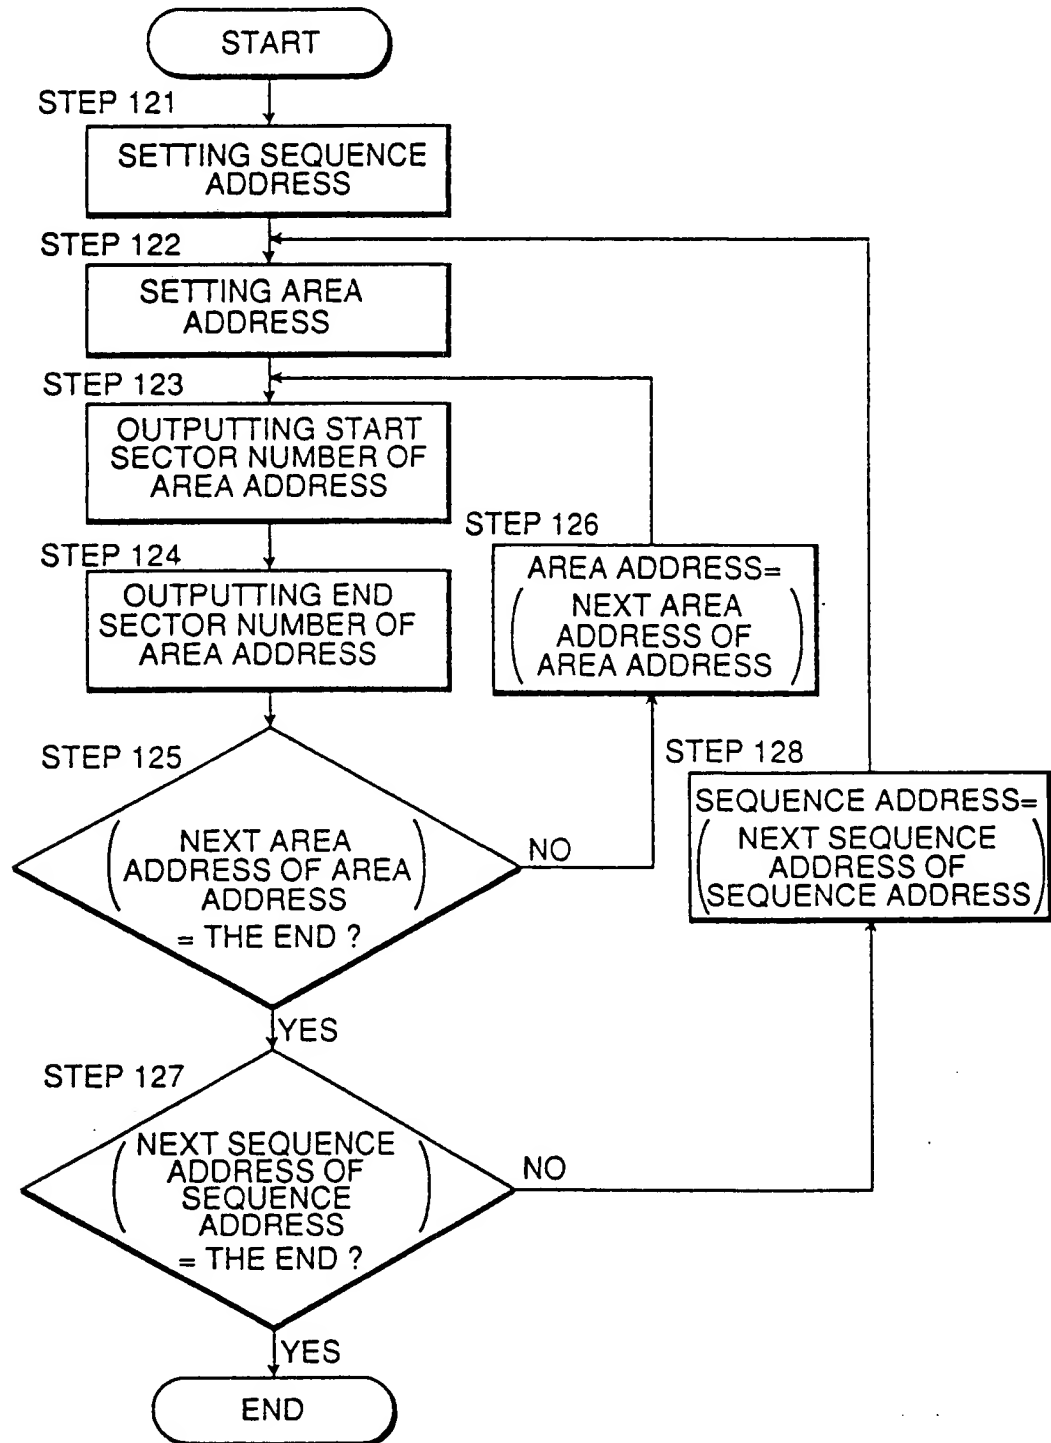 START
STEP 121
SETTING SEQUENCE
ADDRESS
STEP 122
SETTING AREA
ADDRESS
STEP 123
OUTPUTTING START
SECTOR NUMBER OF
AREA ADDRESS
STEP 124
OUTPUTTING END
SECTOR NUMBER OF
AREA ADDRESS
STEP 126
AREA ADDRESS=
( NEXT AREA
ADDRESS OF
AREA ADDRESS )
STEP 125
( NEXT AREA
ADDRESS OF AREA
ADDRESS )
= THE END ?
NO
YES
STEP 128
SEQUENCE ADDRESS=
( NEXT SEQUENCE
ADDRESS OF
SEQUENCE ADDRESS )
STEP 127
( NEXT SEQUENCE
ADDRESS OF
SEQUENCE
ADDRESS )
= THE END ?
NO
YES
END